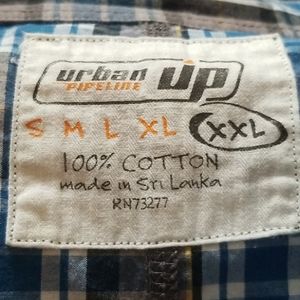 urban PIPELINE UP
S M L XL XXL
100% COTTON
made in Sri Lanka
RN73277